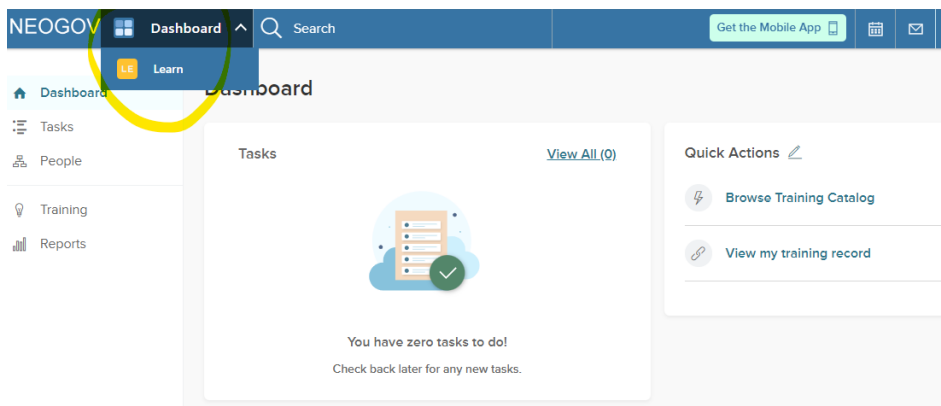 NEOGOV
Dashboard
Search
Get the Mobile App
LE
Learn
Dashboard
Dashboard
Tasks
People
Training
Reports
Tasks
View All (0)
You have zero tasks to do!
Check back later for any new tasks.
Quick Actions
Browse Training Catalog
View my training record